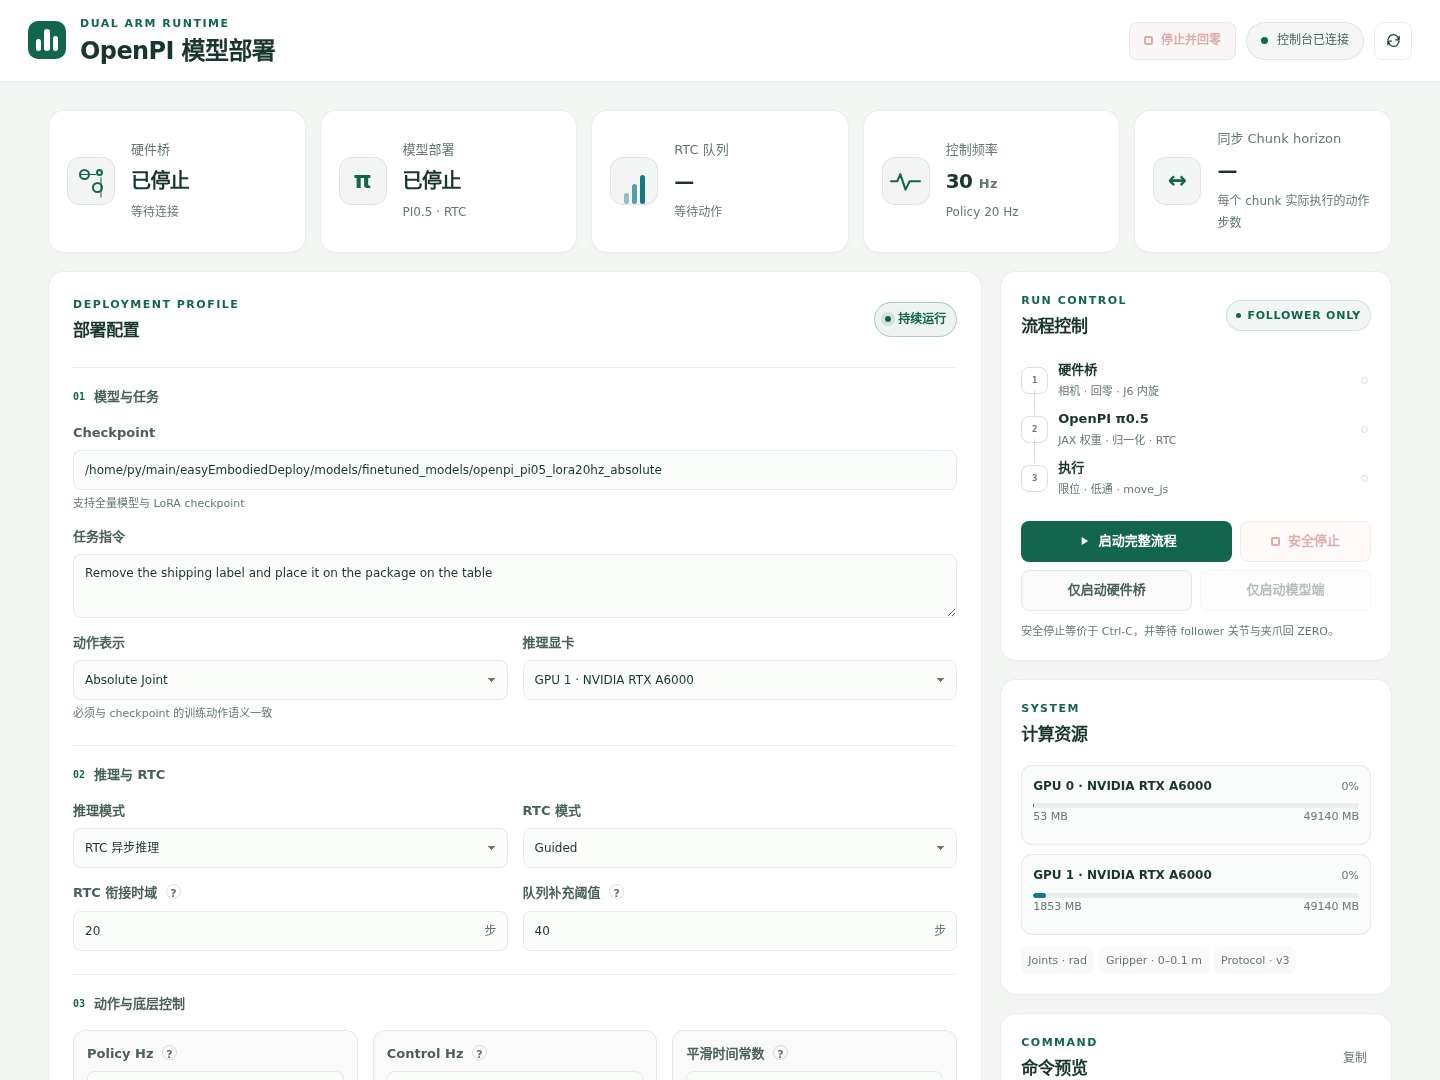 DUAL ARM RUNTIME
OpenPI 模型部署
停止并回零
控制台已连接
硬件桥
已停止
等待连接
π
模型部署
已停止
PI0.5 · RTC
RTC 队列
—
等待动作
控制频率
30 Hz
Policy 20 Hz
同步 Chunk horizon
—
每个 chunk 实际执行的动作
步数
DEPLOYMENT PROFILE
部署配置
持续运行
01 模型与任务
Checkpoint
/home/py/main/easyEmbodiedDeploy/models/finetuned_models/openpi_pi05_lora20hz_absolute
支持全量模型与 LoRA checkpoint
任务指令
Remove the shipping label and place it on the package on the table
动作表示
推理显卡
Absolute Joint
GPU 1 · NVIDIA RTX A6000
必须与 checkpoint 的训练动作语义一致
02 推理与 RTC
推理模式
RTC 模式
RTC 异步推理
Guided
RTC 衔接时域 ?
队列补充阈值 ?
20 步
40 步
03 动作与底层控制
Policy Hz ?
Control Hz ?
平滑时间常数 ?
RUN CONTROL
流程控制
FOLLOWER ONLY
1
硬件桥
相机 · 回零 · J6 内旋
2
OpenPI π0.5
JAX 权重 · 归一化 · RTC
3
执行
限位 · 低通 · move_js
启动完整流程
安全停止
仅启动硬件桥
仅启动模型端
安全停止等价于 Ctrl-C，并等待 follower 关节与夹爪回 ZERO。
SYSTEM
计算资源
GPU 0 · NVIDIA RTX A6000 0%
53 MB 49140 MB
GPU 1 · NVIDIA RTX A6000 0%
1853 MB 49140 MB
Joints · rad
Gripper · 0–0.1 m
Protocol · v3
COMMAND
命令预览
复制